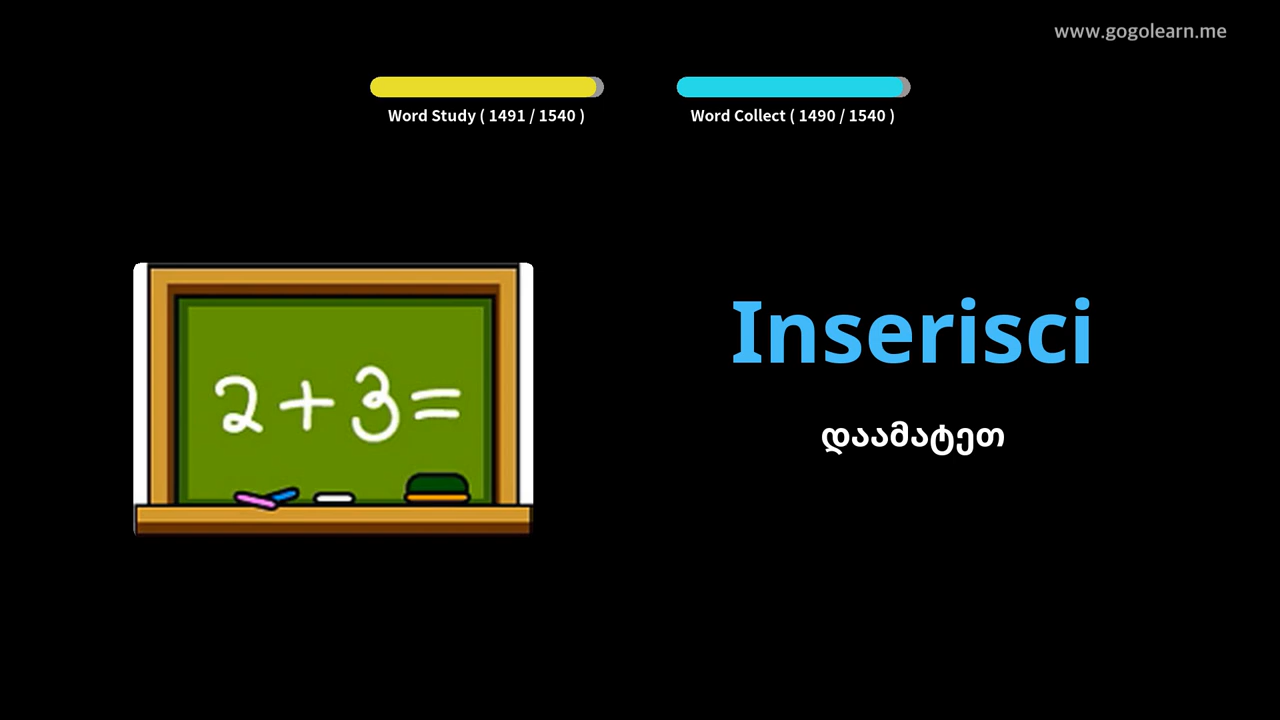 www.gogolearn.me
Word Study ( 1491 / 1540 )
Word Collect ( 1490 / 1540 )
2+3=
Inserisci
დაამატეთ